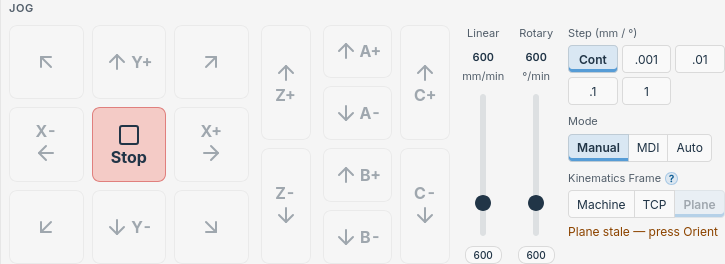 JOG
Y+
X-
Stop
X+
Y-
Z+
Z-
A+
A-
B+
B-
C+
C-
Linear
600
mm/min
600
Rotary
600
°/min
600
Step (mm / °)
Cont .001 .01
.1 1
Mode
Manual MDI Auto
Kinematics Frame ?
Machine TCP Plane
Plane stale — press Orient